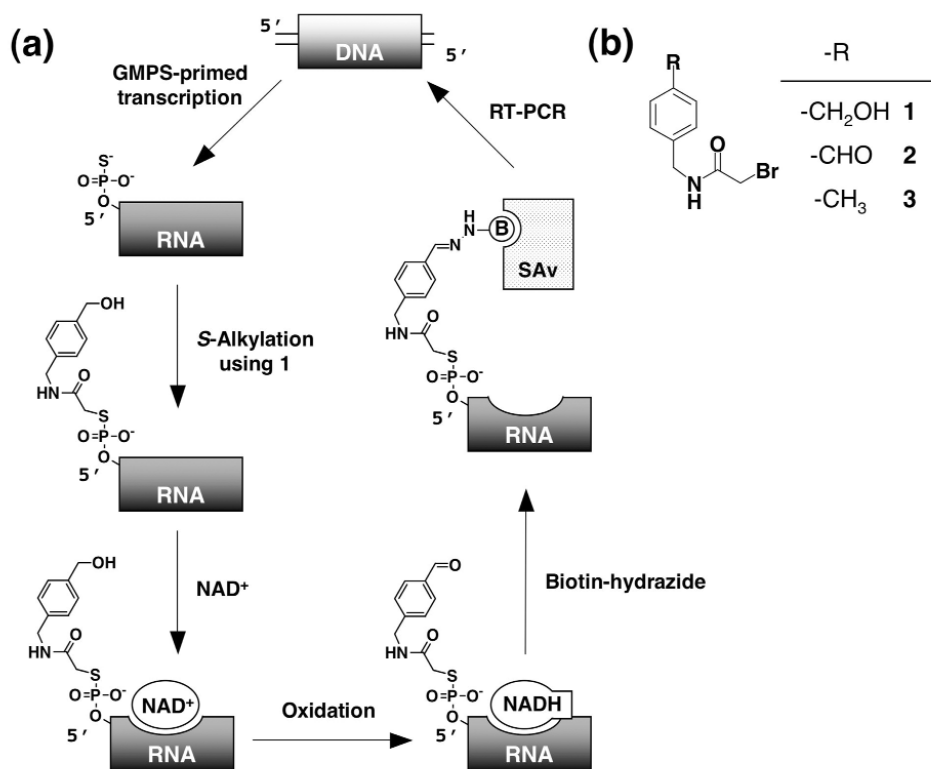 (a)
5′
DNA
5′
GMPS-primed
transcription
RT-PCR
S⁻
O=P-O⁻
O
5′
RNA
S-Alkylation
using 1
OH
HN
O
S
O=P-O⁻
O
5′
RNA
NAD⁺
OH
HN
O
S
O=P-O⁻
O
5′
NAD⁺
RNA
Oxidation
O
HN
O
S
O=P-O⁻
O
5′
NADH
RNA
Biotin-hydrazide
H
N
N
B
SAv
HN
O
S
O=P-O⁻
O
5′
RNA
(b)
R
O
N
H
Br
-R
-CH₂OH 1
-CHO 2
-CH₃ 3